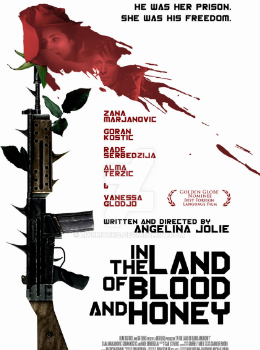 HE WAS HER PRISON.
SHE WAS HIS FREEDOM.
ZANA
MARJANOVIC
GORAN
KOSTIC
RADE
SERBEDZIJA
ALMA
TERZIC
&
VANESSA
GLODJO
GOLDEN GLOBE
NOMINEE
BEST FOREIGN
LANGUAGE FILM
WRITTEN AND DIRECTED BY
ANGELINA JOLIE
IN
THE LAND
OF BLOOD
AND HONEY